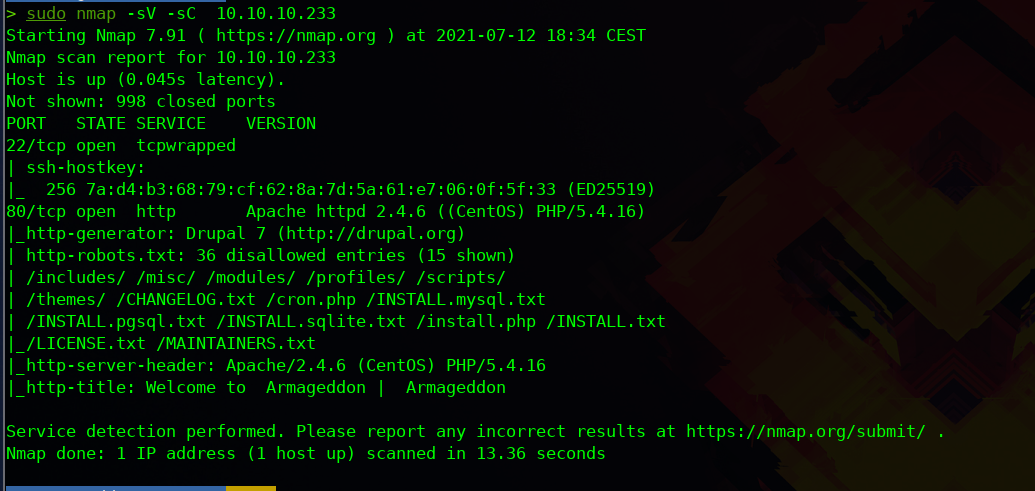 > sudo nmap -sV -sC  10.10.10.233
Starting Nmap 7.91 ( https://nmap.org ) at 2021-07-12 18:34 CEST
Nmap scan report for 10.10.10.233
Host is up (0.045s latency).
Not shown: 998 closed ports
PORT   STATE SERVICE    VERSION
22/tcp open  tcpwrapped
| ssh-hostkey:
|_  256 7a:d4:b3:68:79:cf:62:8a:7d:5a:61:e7:06:0f:5f:33 (ED25519)
80/tcp open  http       Apache httpd 2.4.6 ((CentOS) PHP/5.4.16)
|_http-generator: Drupal 7 (http://drupal.org)
| http-robots.txt: 36 disallowed entries (15 shown)
| /includes/ /misc/ /modules/ /profiles/ /scripts/
| /themes/ /CHANGELOG.txt /cron.php /INSTALL.mysql.txt
| /INSTALL.pgsql.txt /INSTALL.sqlite.txt /install.php /INSTALL.txt
|_/LICENSE.txt /MAINTAINERS.txt
|_http-server-header: Apache/2.4.6 (CentOS) PHP/5.4.16
|_http-title: Welcome to  Armageddon |  Armageddon
Service detection performed. Please report any incorrect results at https://nmap.org/submit/ .
Nmap done: 1 IP address (1 host up) scanned in 13.36 seconds